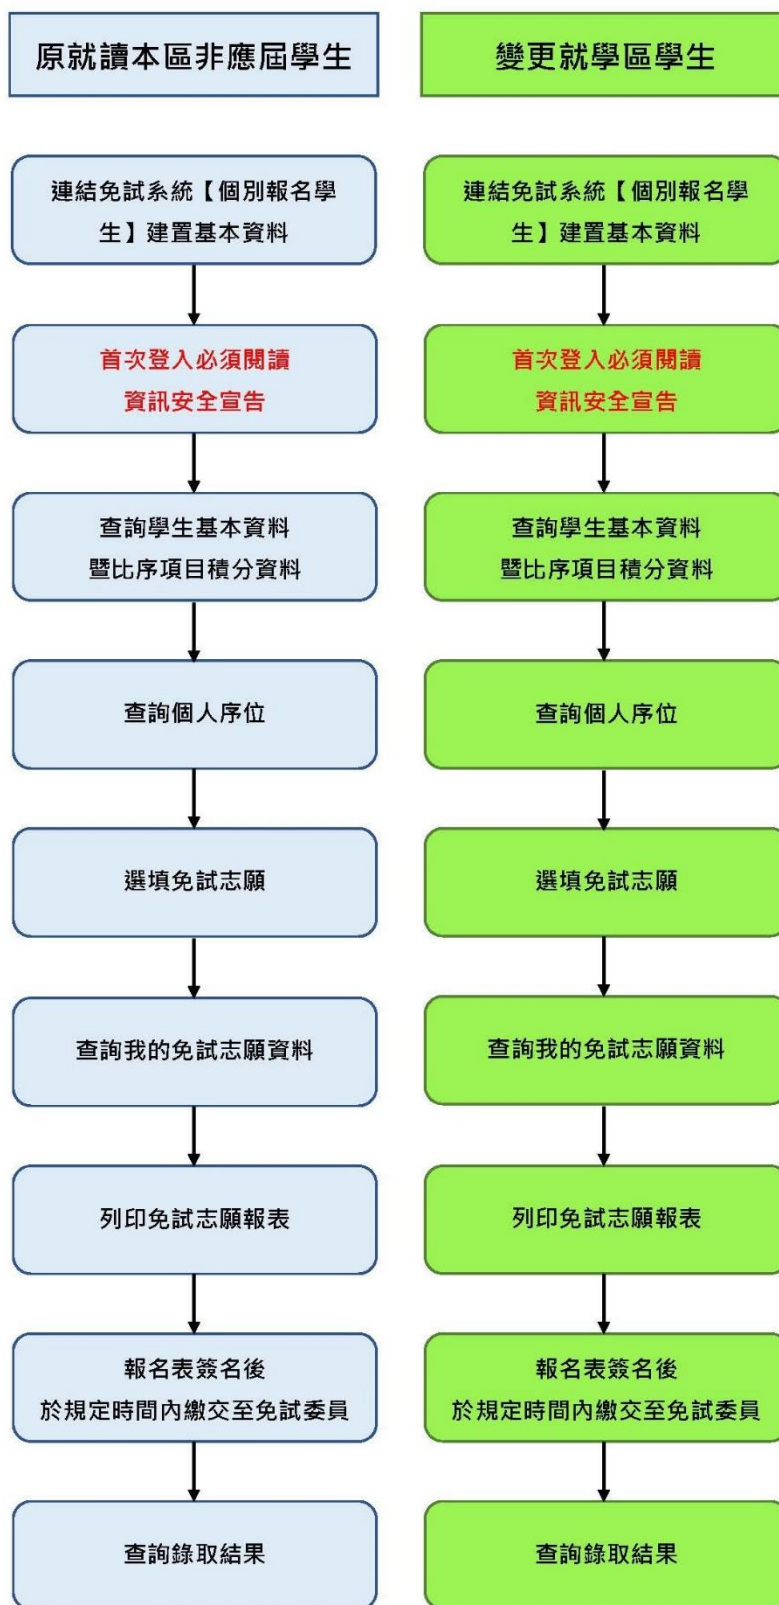 原就讀本區非應屆學生
連結免試系統【個別報名學
生】建置基本資料
首次登入必須閱讀
資訊安全宣告
查詢學生基本資料
暨比序項目積分資料
查詢個人序位
選填免試志願
查詢我的免試志願資料
列印免試志願報表
報名表簽名後
於規定時間內繳交至免試委員
查詢錄取結果
變更就學區學生
連結免試系統【個別報名學
生】建置基本資料
首次登入必須閱讀
資訊安全宣告
查詢學生基本資料
暨比序項目積分資料
查詢個人序位
選填免試志願
查詢我的免試志願資料
列印免試志願報表
報名表簽名後
於規定時間內繳交至免試委員
查詢錄取結果